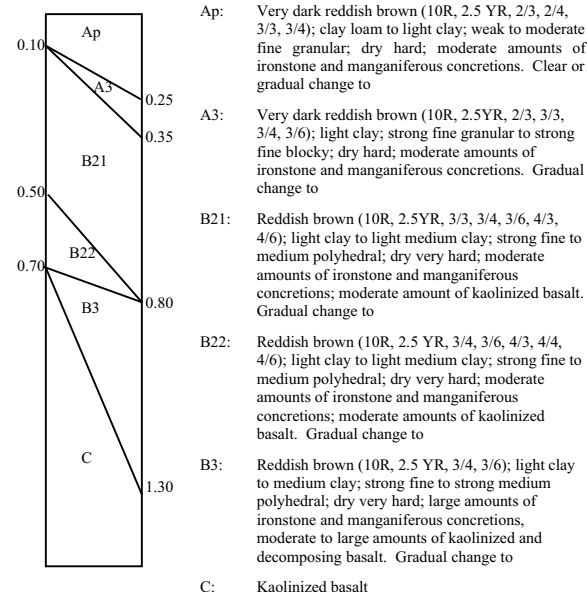 Ap
0.10
A3
0.25
0.35
B21
0.50
B22
0.70
0.80
B3
C
1.30
Ap: Very dark reddish brown (10R, 2.5 YR, 2/3, 2/4,
3/3, 3/4); clay loam to light clay; weak to moderate
fine granular; dry hard; moderate amounts of
ironstone and manganiferous concretions. Clear or
gradual change to
A3: Very dark reddish brown (10R, 2.5YR, 2/3, 3/3,
3/4, 3/6); light clay; strong fine granular to strong
fine blocky; dry hard; moderate amounts of
ironstone and manganiferous concretions. Gradual
change to
B21: Reddish brown (10R, 2.5YR, 3/3, 3/4, 3/6, 4/3,
4/6); light clay to light medium clay; strong fine to
medium polyhedral; dry very hard; moderate
amounts of ironstone and manganiferous
concretions; moderate amount of kaolinized basalt.
Gradual change to
B22: Reddish brown (10R, 2.5 YR, 3/4, 3/6, 4/3, 4/4,
4/6); light clay to light medium clay; strong fine to
medium polyhedral; dry very hard; moderate
amounts of ironstone and manganiferous
concretions; moderate amounts of kaolinized
basalt. Gradual change to
B3: Reddish brown (10R, 2.5 YR, 3/4, 3/6); light clay
to medium clay; strong fine to strong medium
polyhedral; dry very hard; large amounts of
ironstone and manganiferous concretions,
moderate to large amounts of kaolinized and
decomposing basalt. Gradual change to
C: Kaolinized basalt